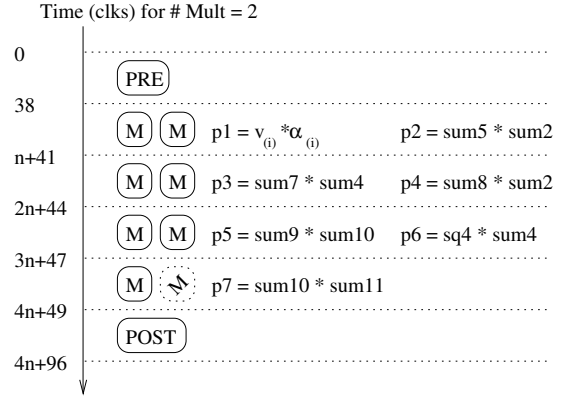 Time (clks) for # Mult = 2
0
PRE
38
M M p1 = v(i) *α(i) p2 = sum5 * sum2
n+41
M M p3 = sum7 * sum4 p4 = sum8 * sum2
2n+44
M M p5 = sum9 * sum10 p6 = sq4 * sum4
3n+47
M M p7 = sum10 * sum11
4n+49
POST
4n+96